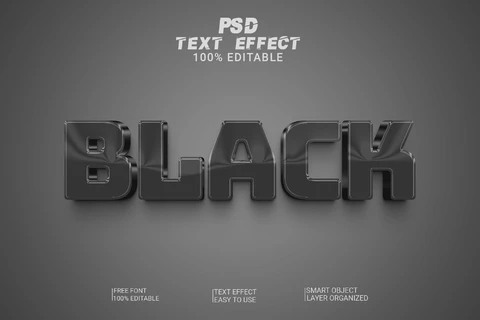 PSD
TEXT EFFECT
100% EDITABLE
BLACK
FREE FONT
100% EDITABLE
TEXT EFFECT
EASY TO USE
SMART OBJECT
LAYER ORGANIZED